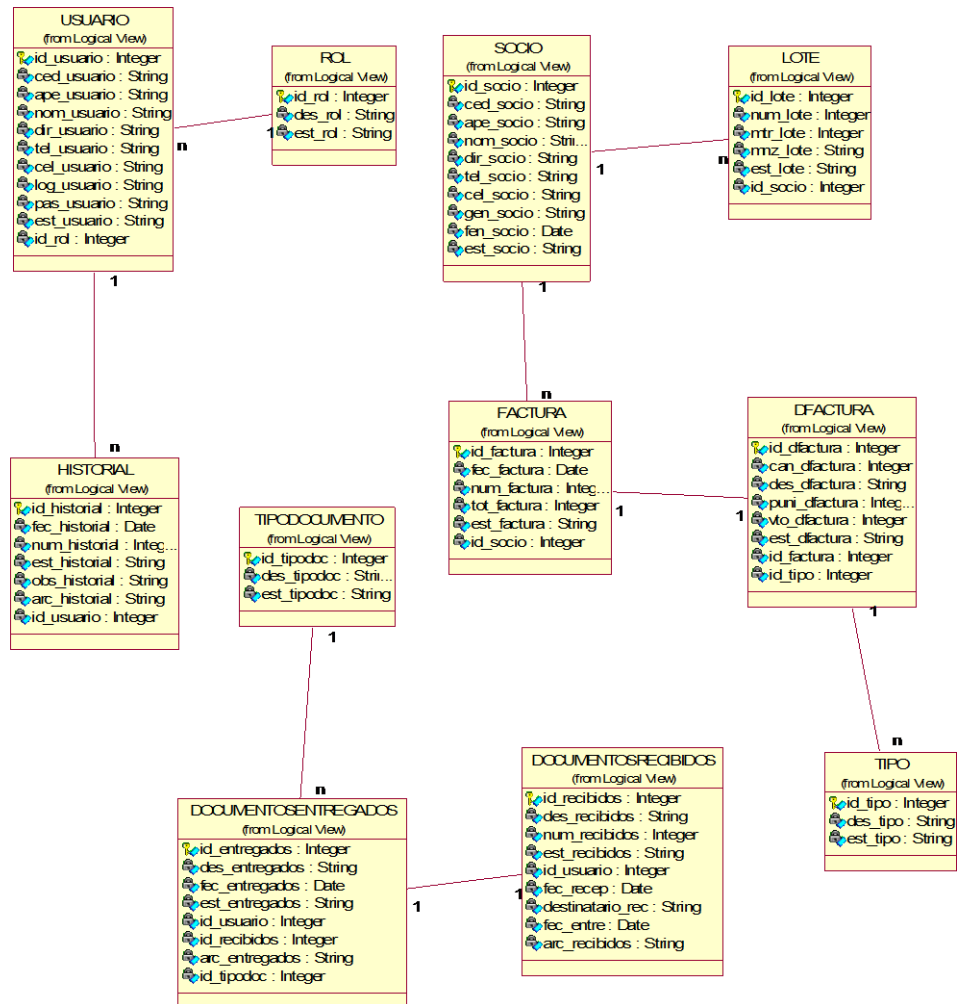 USUARIO
(from Logical View)
id_usuario : Integer
ced_usuario : String
ape_usuario : String
nom_usuario : String
dir_usuario : String
tel_usuario : String
cel_usuario : String
log_usuario : String
pas_usuario : String
est_usuario : String
id_rol : Integer
n
1
1
ROL
(from Logical View)
id_rol : Integer
des_rol : String
est_rol : String
SOCIO
(from Logical View)
id_socio : Integer
ced_socio : String
ape_socio : String
nom_socio : Strii...
dir_socio : String
tel_socio : String
cel_socio : String
gen_socio : String
fen_socio : Date
est_socio : String
1
n
1
LOTE
(from Logical View)
id_lote : Integer
num_lote : Integer
mtr_lote : Integer
mnz_lote : String
est_lote : String
id_socio : Integer
n
HISTORIAL
(from Logical View)
id_historial : Integer
fec_historial : Date
num_historial : Integ...
est_historial : String
obs_historial : String
arc_historial : String
id_usuario : Integer
n
FACTURA
(from Logical View)
id_factura : Integer
fec_factura : Date
num_factura : Integ...
tot_factura : Integer
est_factura : String
id_socio : Integer
1
1
DFACTURA
(from Logical View)
id_dfactura : Integer
can_dfactura : Integer
des_dfactura : String
puni_dfactura : Integ...
vto_dfactura : Integer
est_dfactura : String
id_factura : Integer
id_tipo : Integer
1
TIPODOCUMENTO
(from Logical View)
id_tipodoc : Integer
des_tipodoc : Strii...
est_tipodoc : String
1
n
DOCUMENTOSENTREGADOS
(from Logical View)
id_entregados : Integer
des_entregados : String
fec_entregados : Date
est_entregados : String
id_usuario : Integer
id_recibidos : Integer
arc_entregados : String
id_tipodoc : Integer
1
1
DOCUMENTOSRECIBIDOS
(from Logical View)
id_recibidos : Integer
des_recibidos : String
num_recibidos : Integer
est_recibidos : String
id_usuario : Integer
fec_recep : Date
destinatario_rec : String
fec_entre : Date
arc_recibidos : String
n
TIPO
(from Logical View)
id_tipo : Integer
des_tipo : String
est_tipo : String